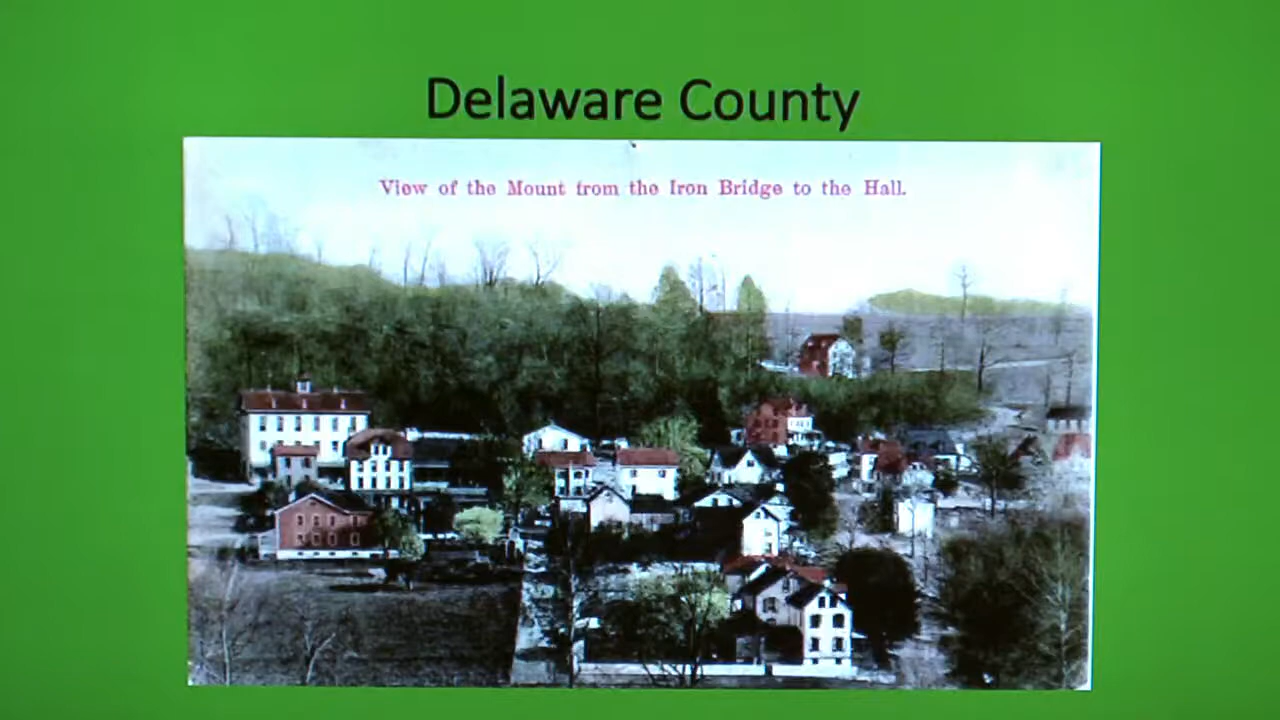 Delaware County
View of the Mount from the Iron Bridge to the Hall.